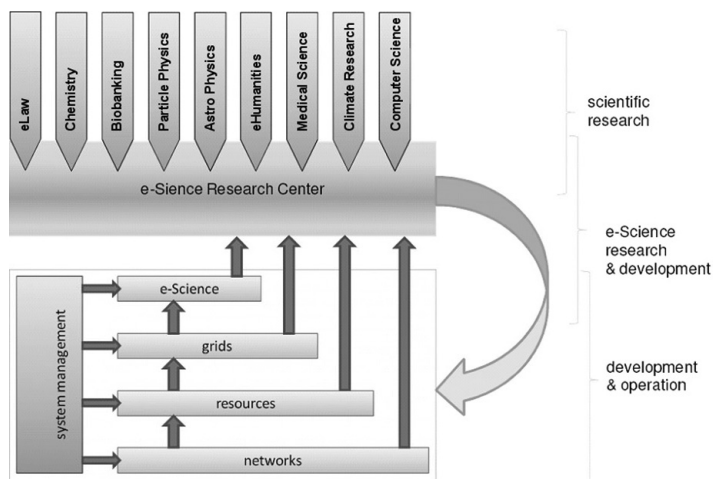 eLaw
Chemistry
Biobanking
Particle Physics
Astro Physics
eHumanities
Medical Science
Climate Research
Computer Science
scientific
research
e-Sience Research Center
e-Science
research
& development
system management
e-Science
grids
resources
networks
development
& operation